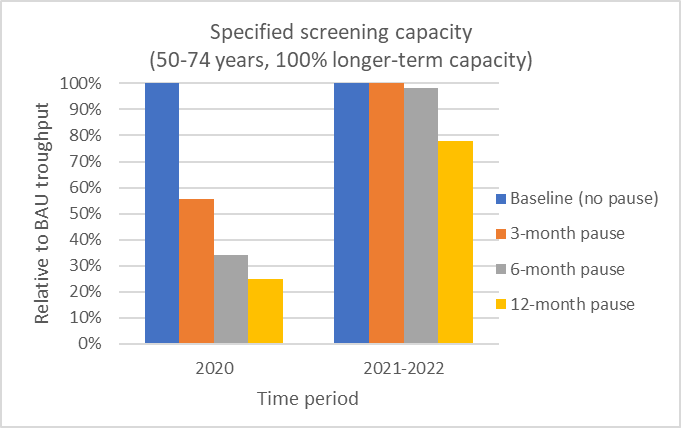 Specified screening capacity
(50-74 years, 100% longer-term capacity)
100%
90%
80%
70%
60%
50%
40%
30%
20%
10%
0%
Relative to BAU troughput
2020
2021-2022
Time period
Baseline (no pause)
3-month pause
6-month pause
12-month pause